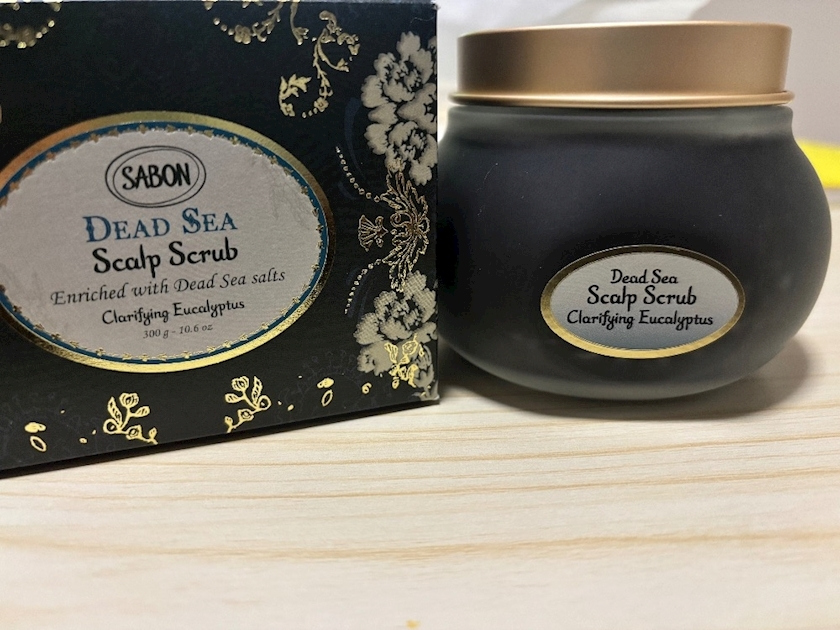 SABON
DEAD SEA
Scalp Scrub
Enriched with Dead Sea salts
Clarifying Eucalyptus
300 g - 10.6 oz
Dead Sea
Scalp Scrub
Clarifying Eucalyptus